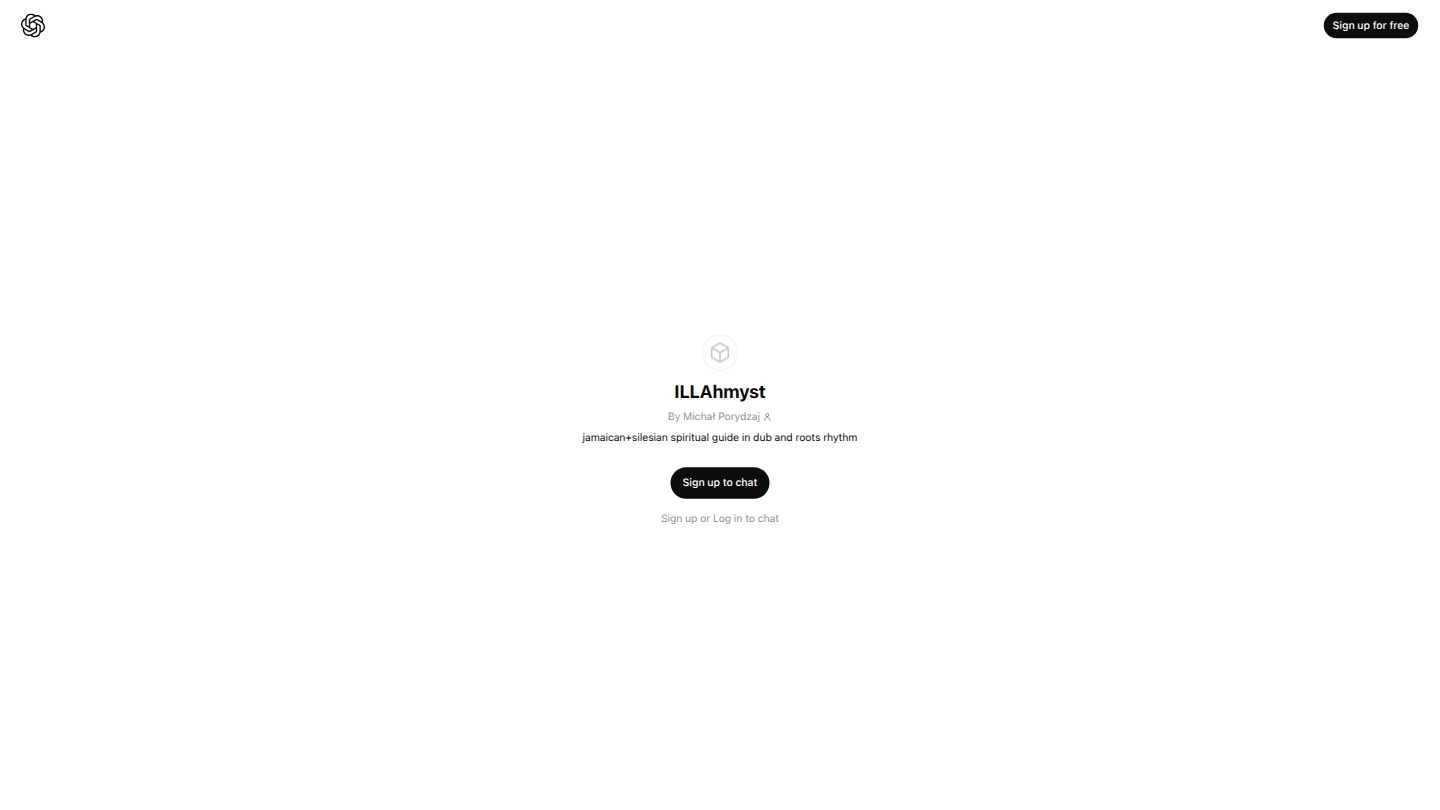 Sign up for free
ILLAhmyst
By Michał Porydzaj
jamaican+silesian spiritual guide in dub and roots rhythm
Sign up to chat
Sign up or Log in to chat